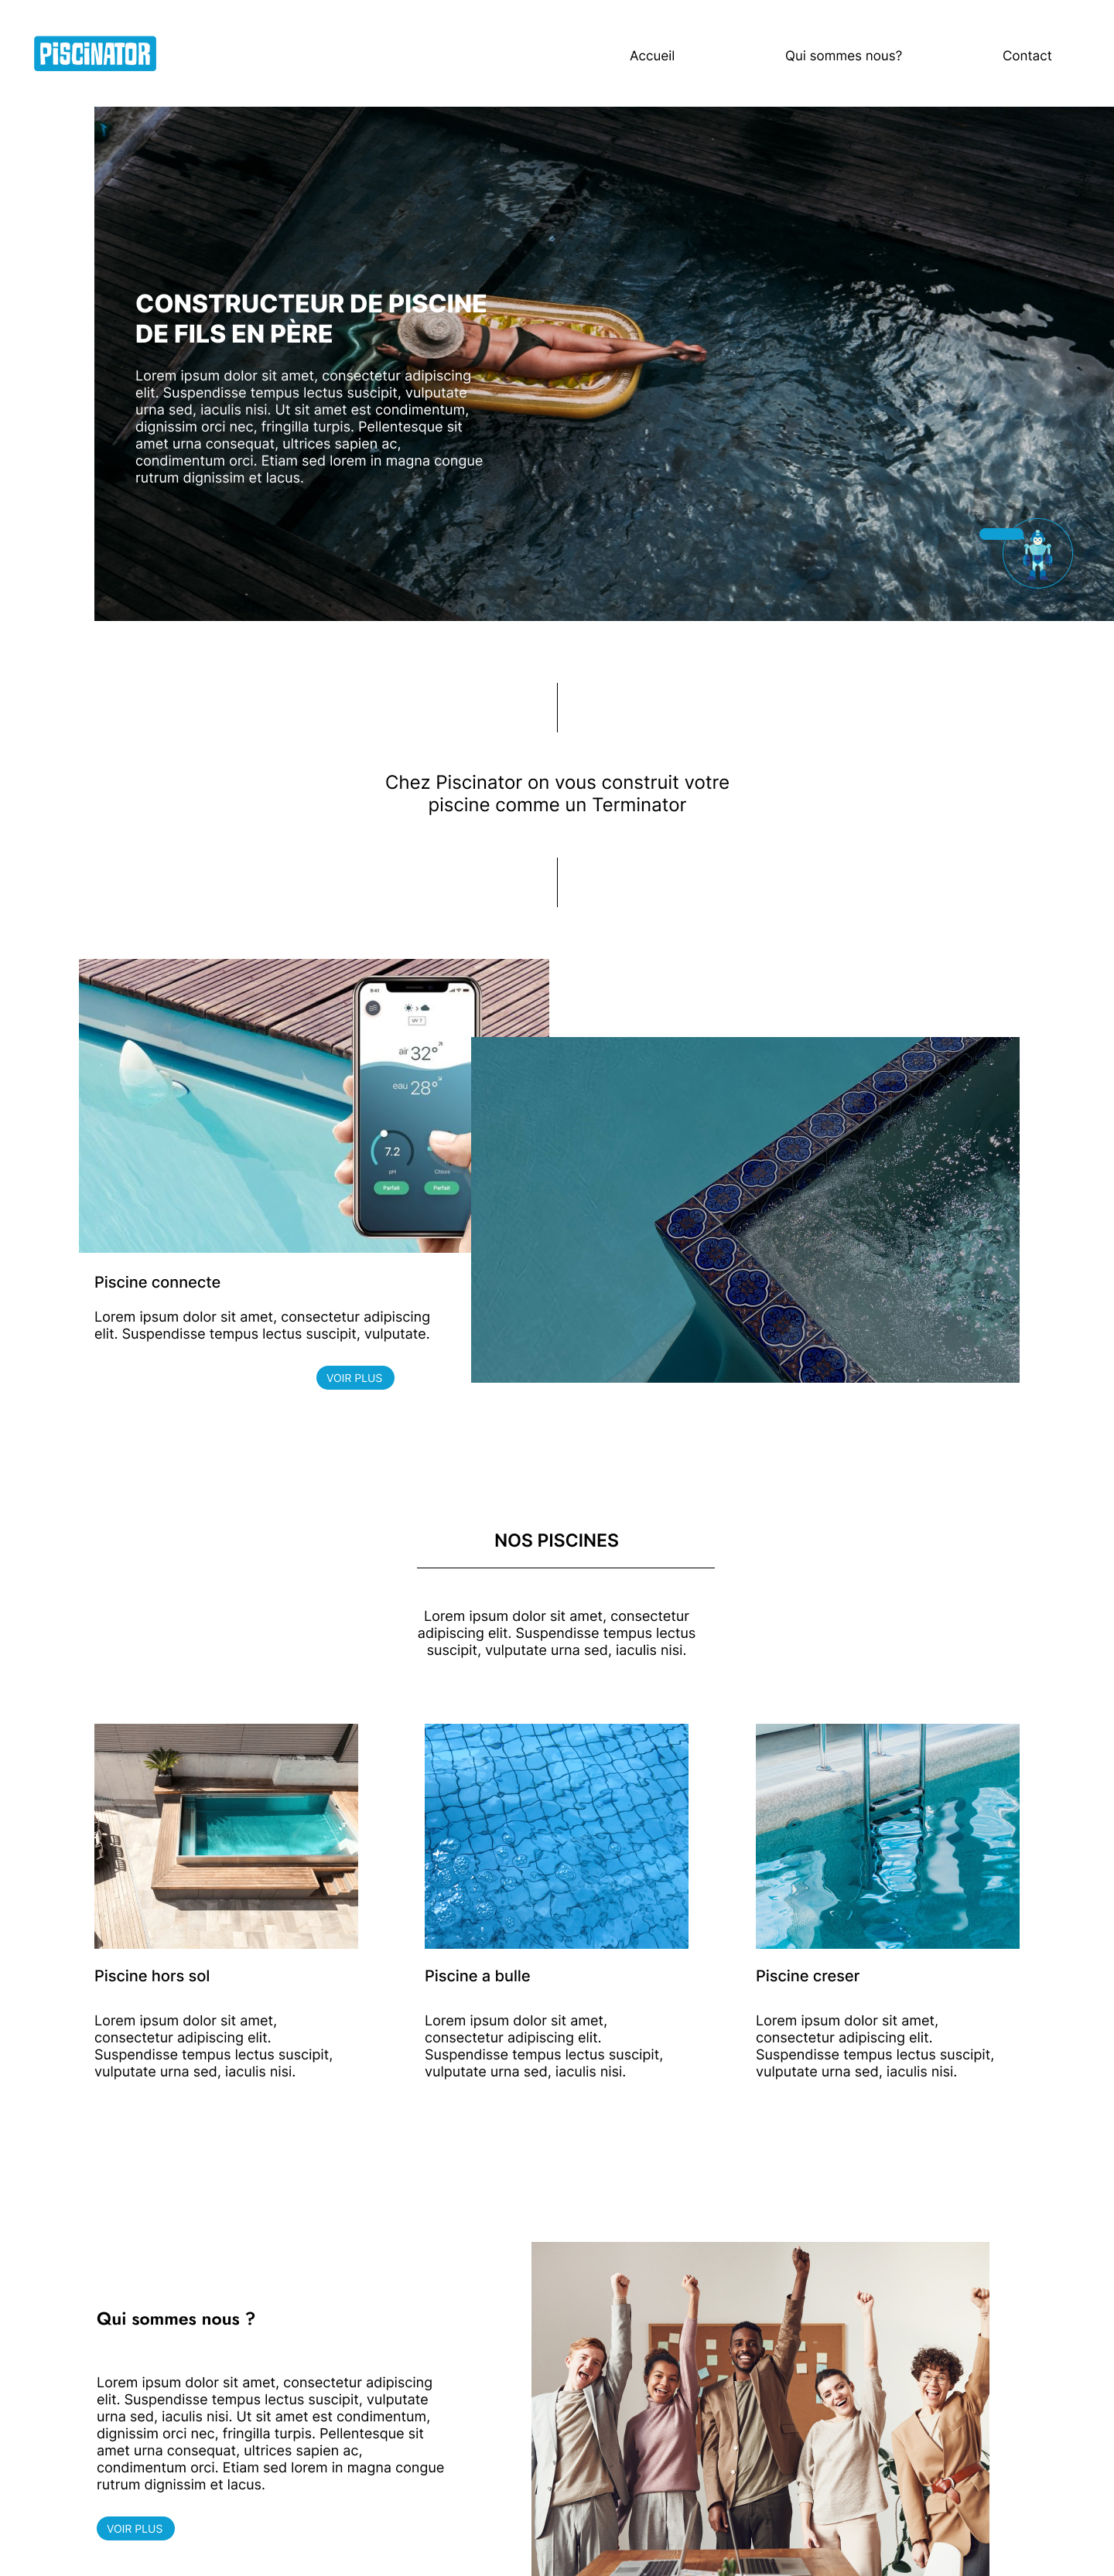 PISCINATOR
Accueil
Qui sommes nous?
Contact
CONSTRUCTEUR DE PISCINE
DE FILS EN PÈRE
Lorem ipsum dolor sit amet, consectetur adipiscing
elit. Suspendisse tempus lectus suscipit, vulputate
urna sed, iaculis nisi. Ut sit amet est condimentum,
dignissim orci nec, fringilla turpis. Pellentesque sit
amet urna consequat, ultrices sapien ac,
condimentum orci. Etiam sed lorem in magna congue
rutrum dignissim et lacus.
Chez Piscinator on vous construit votre
piscine comme un Terminator
9:41
UV 7
air 32°
eau 28°
7.2
pH
Chlore
Parfait
Parfait
Piscine connecte
Lorem ipsum dolor sit amet, consectetur adipiscing
elit. Suspendisse tempus lectus suscipit, vulputate.
VOIR PLUS
NOS PISCINES
Lorem ipsum dolor sit amet, consectetur
adipiscing elit. Suspendisse tempus lectus
suscipit, vulputate urna sed, iaculis nisi.
Piscine hors sol
Lorem ipsum dolor sit amet,
consectetur adipiscing elit.
Suspendisse tempus lectus suscipit,
vulputate urna sed, iaculis nisi.
Piscine a bulle
Lorem ipsum dolor sit amet,
consectetur adipiscing elit.
Suspendisse tempus lectus suscipit,
vulputate urna sed, iaculis nisi.
Piscine creser
Lorem ipsum dolor sit amet,
consectetur adipiscing elit.
Suspendisse tempus lectus suscipit,
vulputate urna sed, iaculis nisi.
Qui sommes nous ?
Lorem ipsum dolor sit amet, consectetur adipiscing
elit. Suspendisse tempus lectus suscipit, vulputate
urna sed, iaculis nisi. Ut sit amet est condimentum,
dignissim orci nec, fringilla turpis. Pellentesque sit
amet urna consequat, ultrices sapien ac,
condimentum orci. Etiam sed lorem in magna congue
rutrum dignissim et lacus.
VOIR PLUS